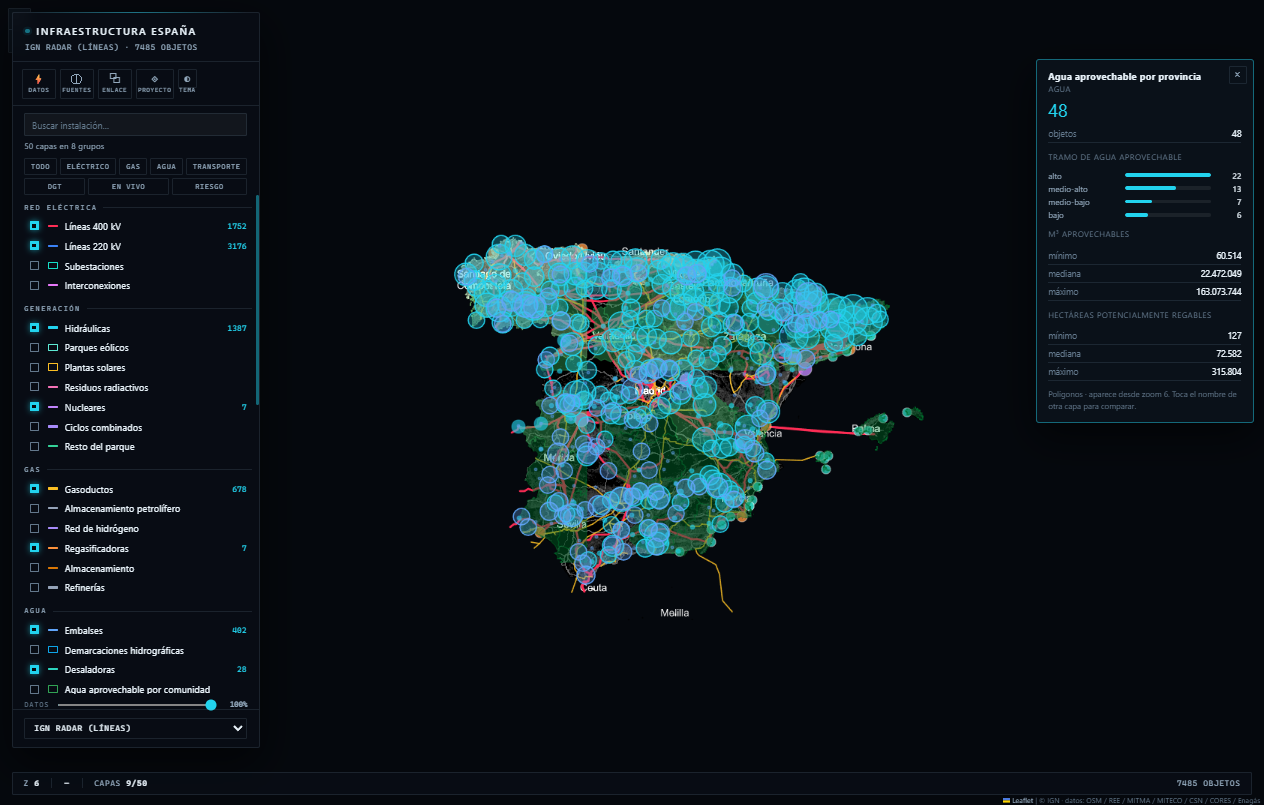 INFRAESTRUCTURA ESPAÑA
IGN RADAR (LÍNEAS) · 7485 OBJETOS
DATOS
FUENTES
ENLACE
PROYECTO
TEMA
Buscar instalación...
50 capas en 8 grupos
TODO
ELÉCTRICO
GAS
AGUA
TRANSPORTE
DGT
EN VIVO
RIESGO
RED ELÉCTRICA
Líneas 400 kV 1752
Líneas 220 kV 3176
Subestaciones
Interconexiones
GENERACIÓN
Hidráulicas 1387
Parques eólicos
Plantas solares
Residuos radiactivos
Nucleares 7
Ciclos combinados
Resto del parque
GAS
Gasoductos 678
Almacenamiento petrolífero
Red de hidrógeno
Regasificadoras 7
Almacenamiento
Refinerías
AGUA
Embalses 402
Demarcaciones hidrográficas
Desaladoras 28
Agua aprovechable por comunidad
DATOS 100%
IGN RADAR (LÍNEAS)
Santander
Santiago de
Compostela
Zaragoza
Madrid
Valencia
Palma
Mérida
Sevilla
Ceuta
Melilla
Agua aprovechable por provincia
AGUA
48
objetos 48
TRAMO DE AGUA APROVECHABLE
alto 22
medio-alto 13
medio-bajo 7
bajo 6
M³ APROVECHABLES
mínimo 60.514
mediana 22.472.049
máximo 163.073.744
HECTÁREAS POTENCIALMENTE REGABLES
mínimo 127
mediana 72.582
máximo 315.804
Polígonos · aparece desde zoom 6. Toca el nombre de
otra capa para comparar.
Z 6 — CAPAS 9/50
7485 OBJETOS
Leaflet | © IGN · datos: OSM / REE / MITMA / MITECO / CSN / CORES / Enagás